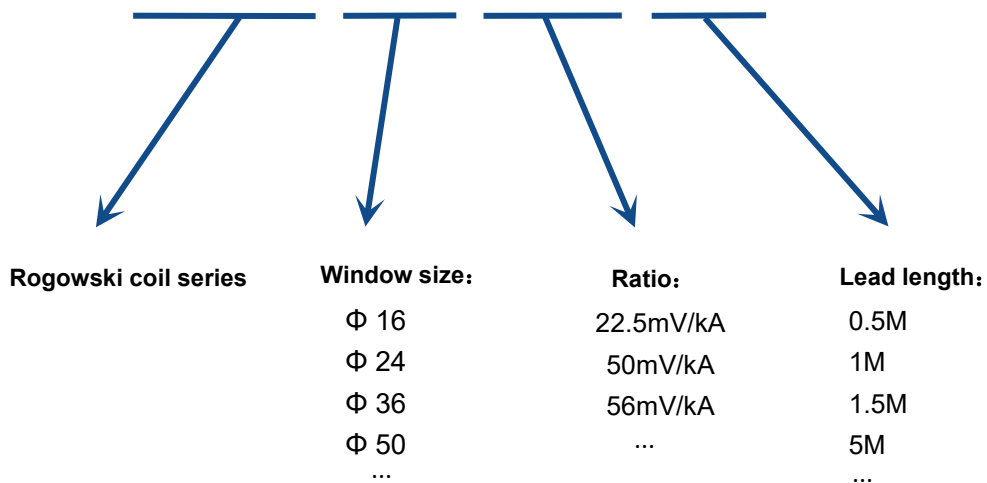 Rogowski coil series
Window size：
Φ 16
Φ 24
Φ 36
Φ 50
...
Ratio：
22.5mV/kA
50mV/kA
56mV/kA
...
Lead length：
0.5M
1M
1.5M
5M
...